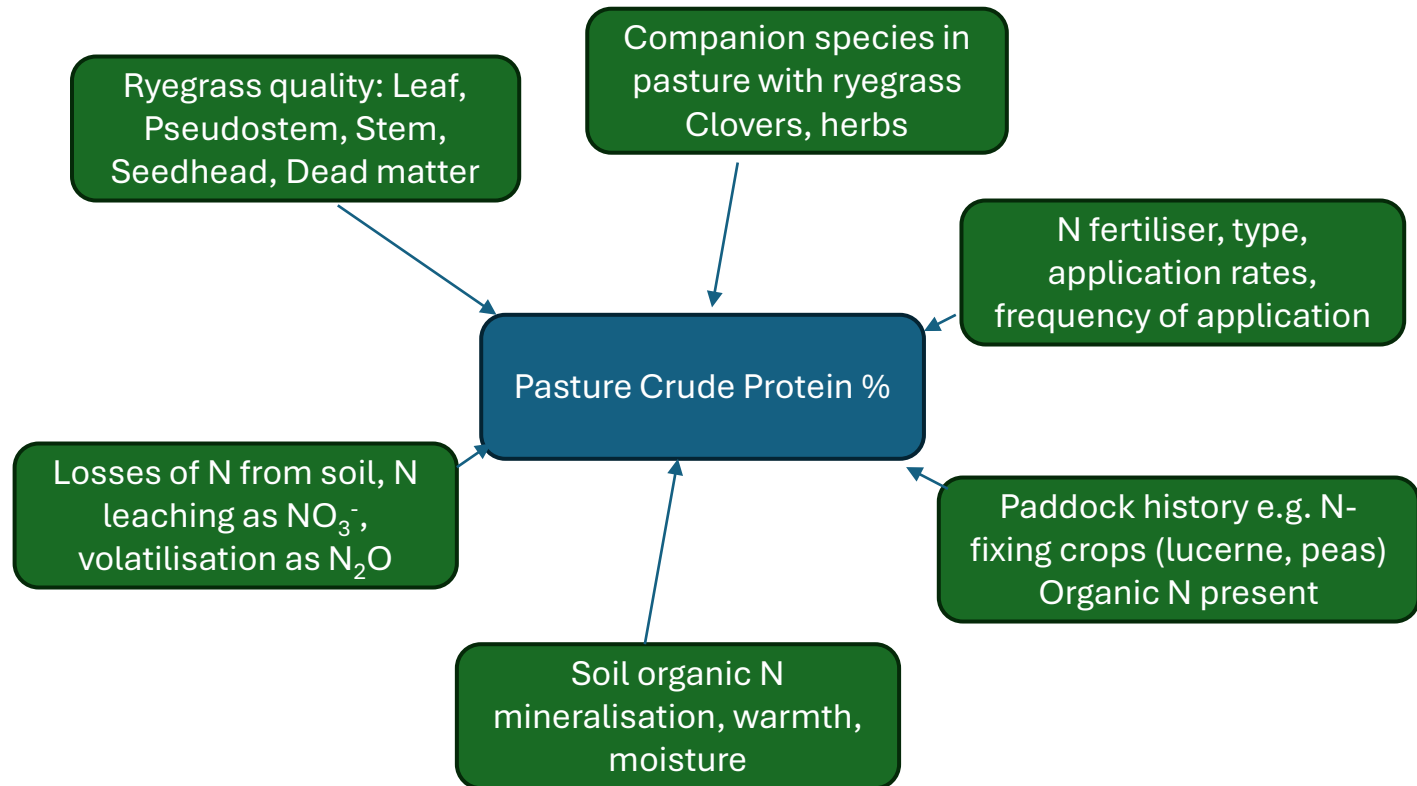 Ryegrass quality: Leaf,
Pseudostem, Stem,
Seedhead, Dead matter
Companion species in
pasture with ryegrass
Clovers, herbs
N fertiliser, type,
application rates,
frequency of application
Pasture Crude Protein %
Losses of N from soil, N
leaching as NO₃⁻,
volatilisation as N₂O
Paddock history e.g. N-
fixing crops (lucerne, peas)
Organic N present
Soil organic N
mineralisation, warmth,
moisture